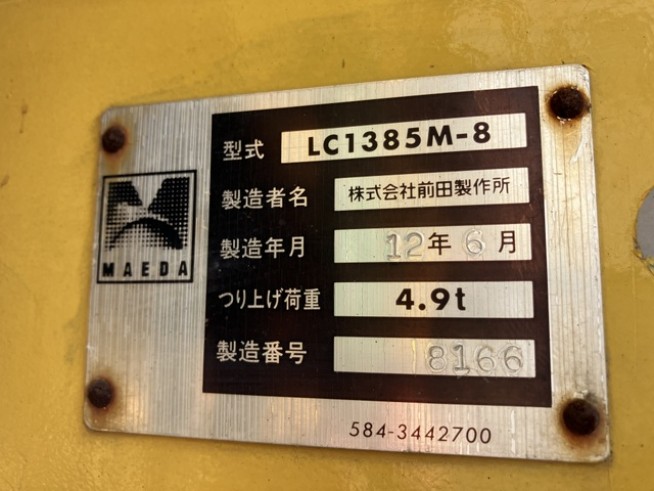 型式 LC1385M-8
製造者名 株式会社前田製作所
製造年月 12年6月
つり上げ荷重 4.9t
製造番号 8166
MAEDA
584-3442700